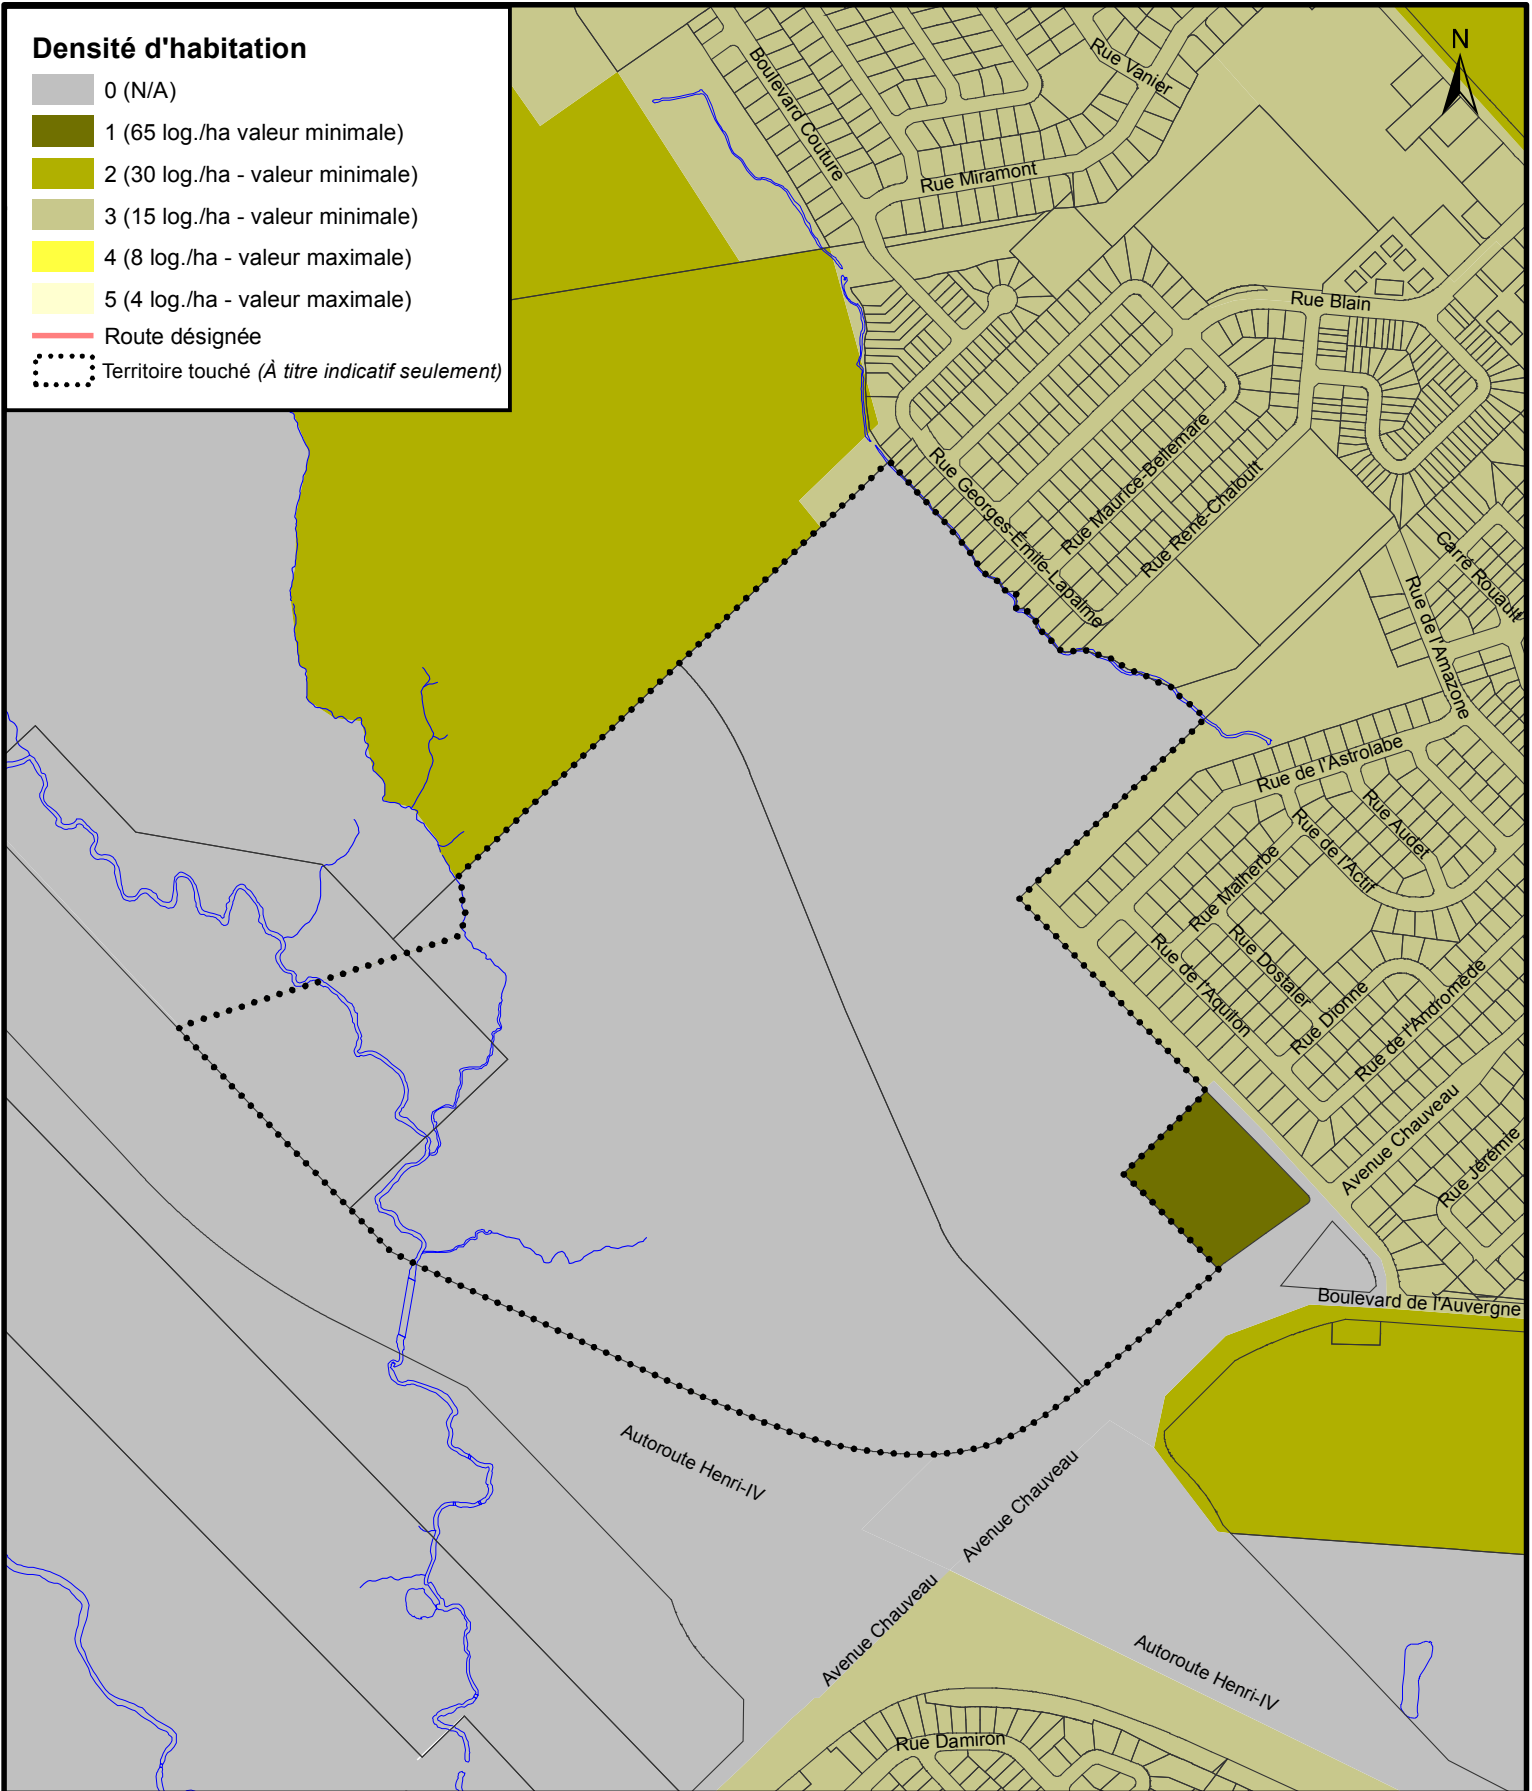 Densité d'habitation
0 (N/A)
1 (65 log./ha valeur minimale)
2 (30 log./ha - valeur minimale)
3 (15 log./ha - valeur minimale)
4 (8 log./ha - valeur maximale)
5 (4 log./ha - valeur maximale)
Route désignée
Territoire touché (À titre indicatif seulement)
N
Boulevard Couture
Rue Vanier
Rue Miramont
Rue Blain
Rue Georges-Émile-Lapalme
Rue Maurice-Bellemare
Rue René-Chaloult
Carré Rouault
Rue de l'Amazone
Rue de l'Astrolabe
Rue Audet
Rue de l'Actif
Rue Malherbe
Rue Dostaler
Rue de l'Aquilon
Rue Dionne
Rue de l'Andromède
Avenue Chauveau
Rue Jérémie
Boulevard de l'Auvergne
Autoroute Henri-IV
Avenue Chauveau
Avenue Chauveau
Autoroute Henri-IV
Rue Damiron